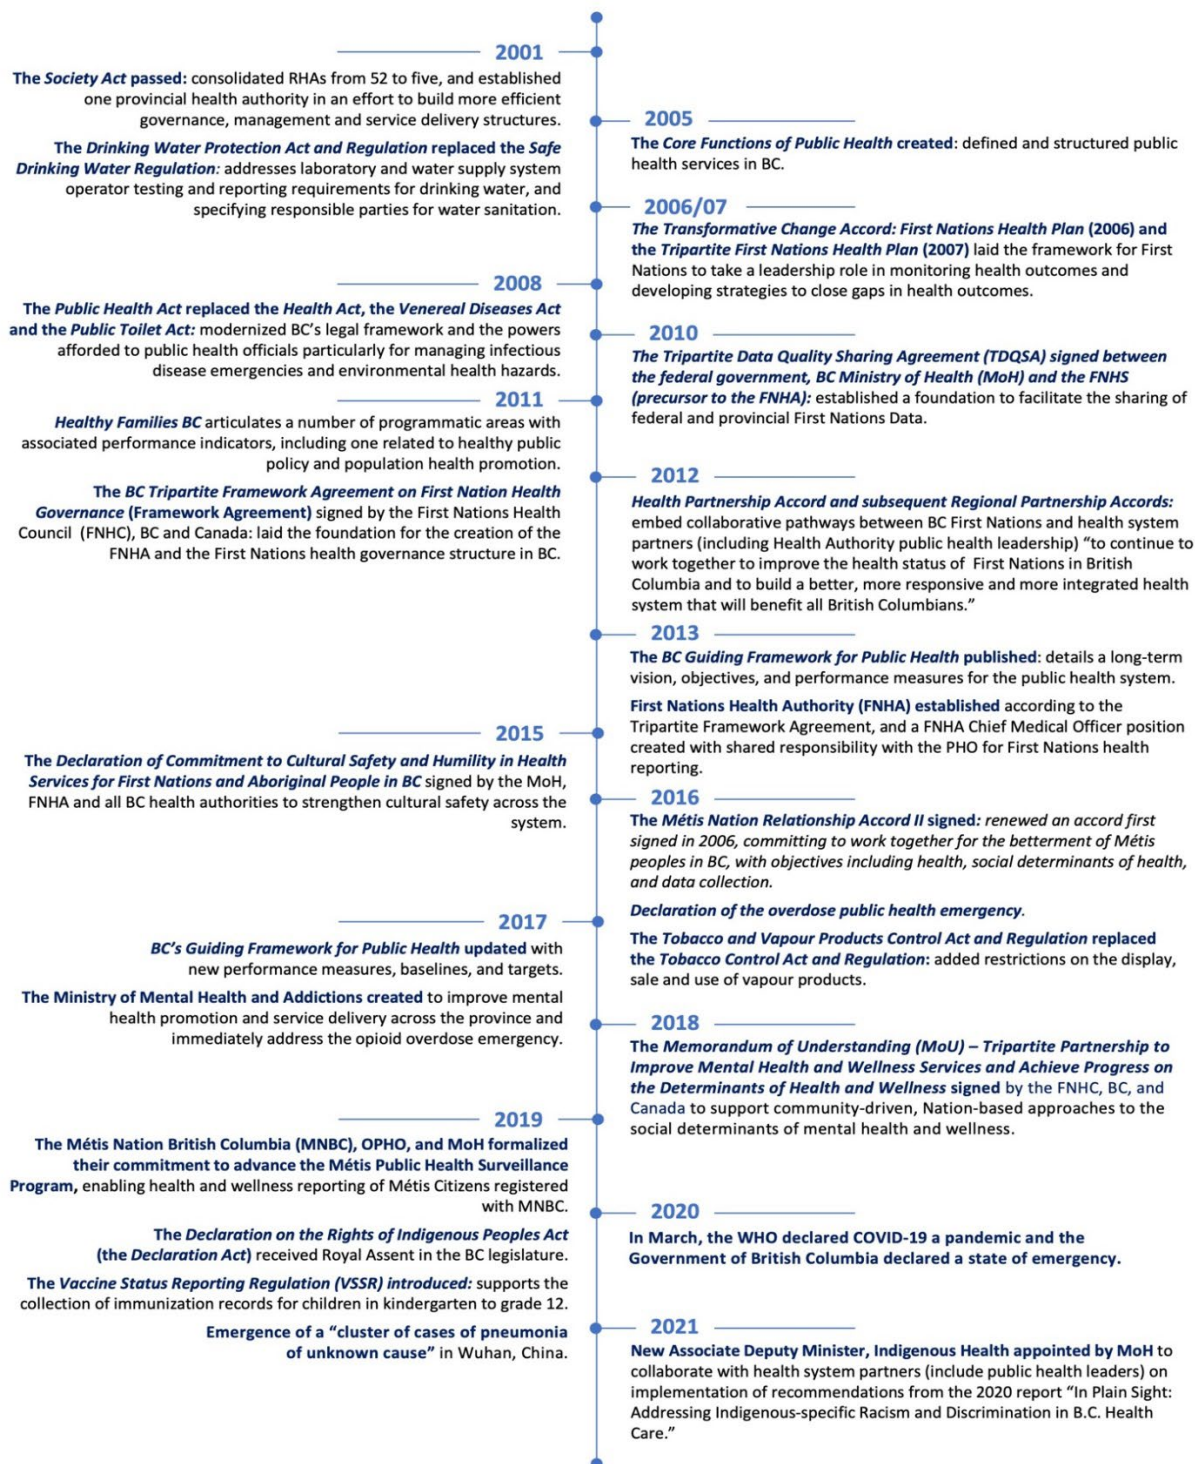 2001
The Society Act passed: consolidated RHAs from 52 to five, and established
one provincial health authority in an effort to build more efficient
governance, management and service delivery structures.
The Drinking Water Protection Act and Regulation replaced the Safe
Drinking Water Regulation: addresses laboratory and water supply system
operator testing and reporting requirements for drinking water, and
specifying responsible parties for water sanitation.
2005
The Core Functions of Public Health created: defined and structured public
health services in BC.
2006/07
The Transformative Change Accord: First Nations Health Plan (2006) and
the Tripartite First Nations Health Plan (2007) laid the framework for First
Nations to take a leadership role in monitoring health outcomes and
developing strategies to close gaps in health outcomes.
2008
The Public Health Act replaced the Health Act, the Venereal Diseases Act
and the Public Toilet Act: modernized BC’s legal framework and the powers
afforded to public health officials particularly for managing infectious
disease emergencies and environmental health hazards.
2010
The Tripartite Data Quality Sharing Agreement (TDQSA) signed between
the federal government, BC Ministry of Health (MoH) and the FNHS
(precursor to the FNHA): established a foundation to facilitate the sharing of
federal and provincial First Nations Data.
2011
Healthy Families BC articulates a number of programmatic areas with
associated performance indicators, including one related to healthy public
policy and population health promotion.
The BC Tripartite Framework Agreement on First Nation Health
Governance (Framework Agreement) signed by the First Nations Health
Council (FNHC), BC and Canada: laid the foundation for the creation of the
FNHA and the First Nations health governance structure in BC.
2012
Health Partnership Accord and subsequent Regional Partnership Accords:
embed collaborative pathways between BC First Nations and health system
partners (including Health Authority public health leadership) “to continue to
work together to improve the health status of First Nations in British
Columbia and to build a better, more responsive and more integrated health
system that will benefit all British Columbians.”
2013
The BC Guiding Framework for Public Health published: details a long-term
vision, objectives, and performance measures for the public health system.
First Nations Health Authority (FNHA) established according to the
Tripartite Framework Agreement, and a FNHA Chief Medical Officer position
created with shared responsibility with the PHO for First Nations health
reporting.
2015
The Declaration of Commitment to Cultural Safety and Humility in Health
Services for First Nations and Aboriginal People in BC signed by the MoH,
FNHA and all BC health authorities to strengthen cultural safety across the
system.
2016
The Métis Nation Relationship Accord II signed: renewed an accord first
signed in 2006, committing to work together for the betterment of Métis
peoples in BC, with objectives including health, social determinants of health,
and data collection.
Declaration of the overdose public health emergency.
The Tobacco and Vapour Products Control Act and Regulation replaced
the Tobacco Control Act and Regulation: added restrictions on the display,
sale and use of vapour products.
2017
BC’s Guiding Framework for Public Health updated with
new performance measures, baselines, and targets.
The Ministry of Mental Health and Addictions created to improve mental
health promotion and service delivery across the province and
immediately address the opioid overdose emergency.
2018
The Memorandum of Understanding (MoU) – Tripartite Partnership to
Improve Mental Health and Wellness Services and Achieve Progress on
the Determinants of Health and Wellness signed by the FNHC, BC, and
Canada to support community-driven, Nation-based approaches to the
social determinants of mental health and wellness.
2019
The Métis Nation British Columbia (MNBC), OPHO, and MoH formalized
their commitment to advance the Métis Public Health Surveillance
Program, enabling health and wellness reporting of Métis Citizens registered
with MNBC.
The Declaration on the Rights of Indigenous Peoples Act
(the Declaration Act) received Royal Assent in the BC legislature.
The Vaccine Status Reporting Regulation (VSSR) introduced: supports the
collection of immunization records for children in kindergarten to grade 12.
Emergence of a “cluster of cases of pneumonia
of unknown cause” in Wuhan, China.
2020
In March, the WHO declared COVID-19 a pandemic and the
Government of British Columbia declared a state of emergency.
2021
New Associate Deputy Minister, Indigenous Health appointed by MoH to
collaborate with health system partners (include public health leaders) on
implementation of recommendations from the 2020 report “In Plain Sight:
Addressing Indigenous-specific Racism and Discrimination in B.C. Health
Care.”